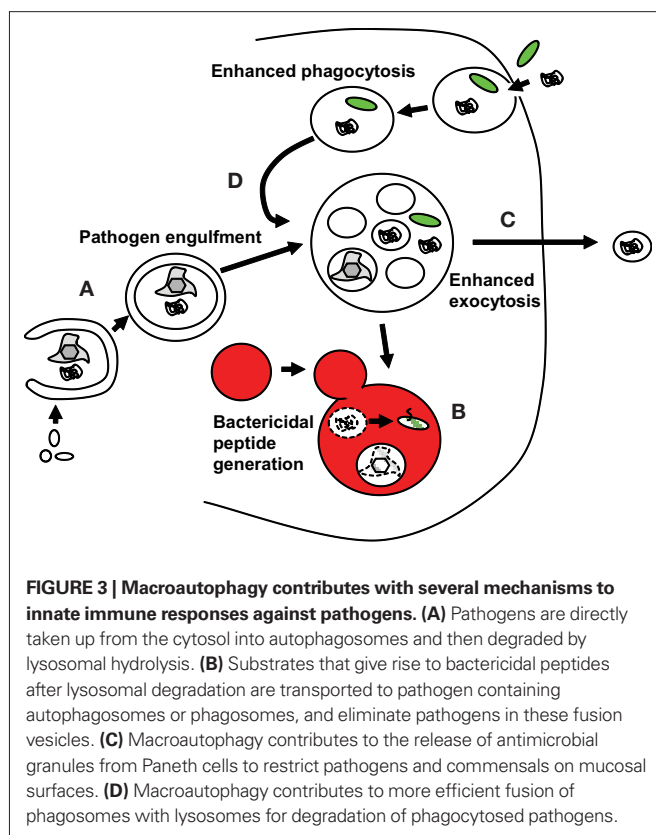 Enhanced phagocytosis
D
C
Pathogen engulfment
Enhanced
exocytosis
A
B
Bactericidal
peptide
generation
FIGURE 3 | Macroautophagy contributes with several mechanisms to
innate immune responses against pathogens. (A) Pathogens are directly
taken up from the cytosol into autophagosomes and then degraded by
lysosomal hydrolysis. (B) Substrates that give rise to bactericidal peptides
after lysosomal degradation are transported to pathogen containing
autophagosomes or phagosomes, and eliminate pathogens in these fusion
vesicles. (C) Macroautophagy contributes to the release of antimicrobial
granules from Paneth cells to restrict pathogens and commensals on mucosal
surfaces. (D) Macroautophagy contributes to more efficient fusion of
phagosomes with lysosomes for degradation of phagocytosed pathogens.